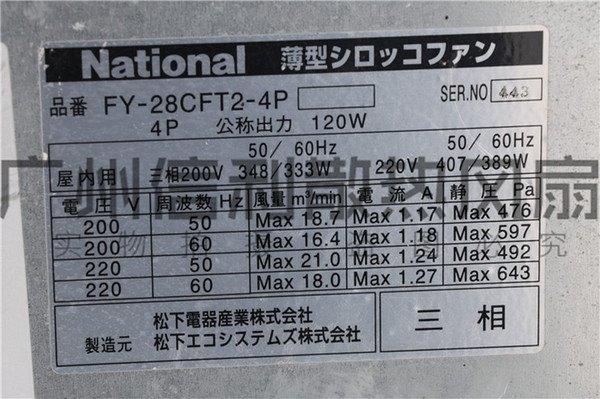 National 薄型シロッコファン
品番 FY-28CFT2-4P SER.NO 443
4P 公称出力 120W
50/ 60Hz 50/ 60Hz
屋内用 三相200V 348/333W 220V 407/389W
電圧 V 周波数 Hz 風量 m³/min 電流 A 静圧 Pa
200 50 Max 18.7 Max 1.17 Max 476
200 60 Max 16.4 Max 1.18 Max 597
220 50 Max 21.0 Max 1.24 Max 492
220 60 Max 18.0 Max 1.27 Max 643
松下電器産業株式会社
製造元 松下エコシステムズ株式会社
三相
广州信利散热风扇